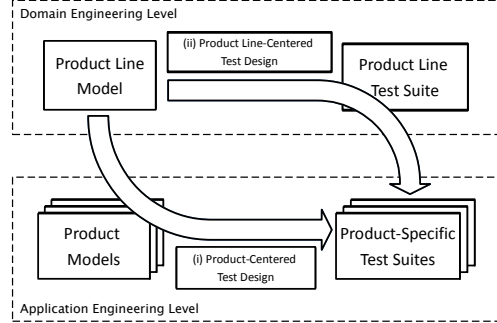 Domain Engineering Level
(ii) Product Line-Centered
Test Design
Product Line
Model
Product Line
Test Suite
Product
Models
(i) Product-Centered
Test Design
Product-Specific
Test Suites
Application Engineering Level